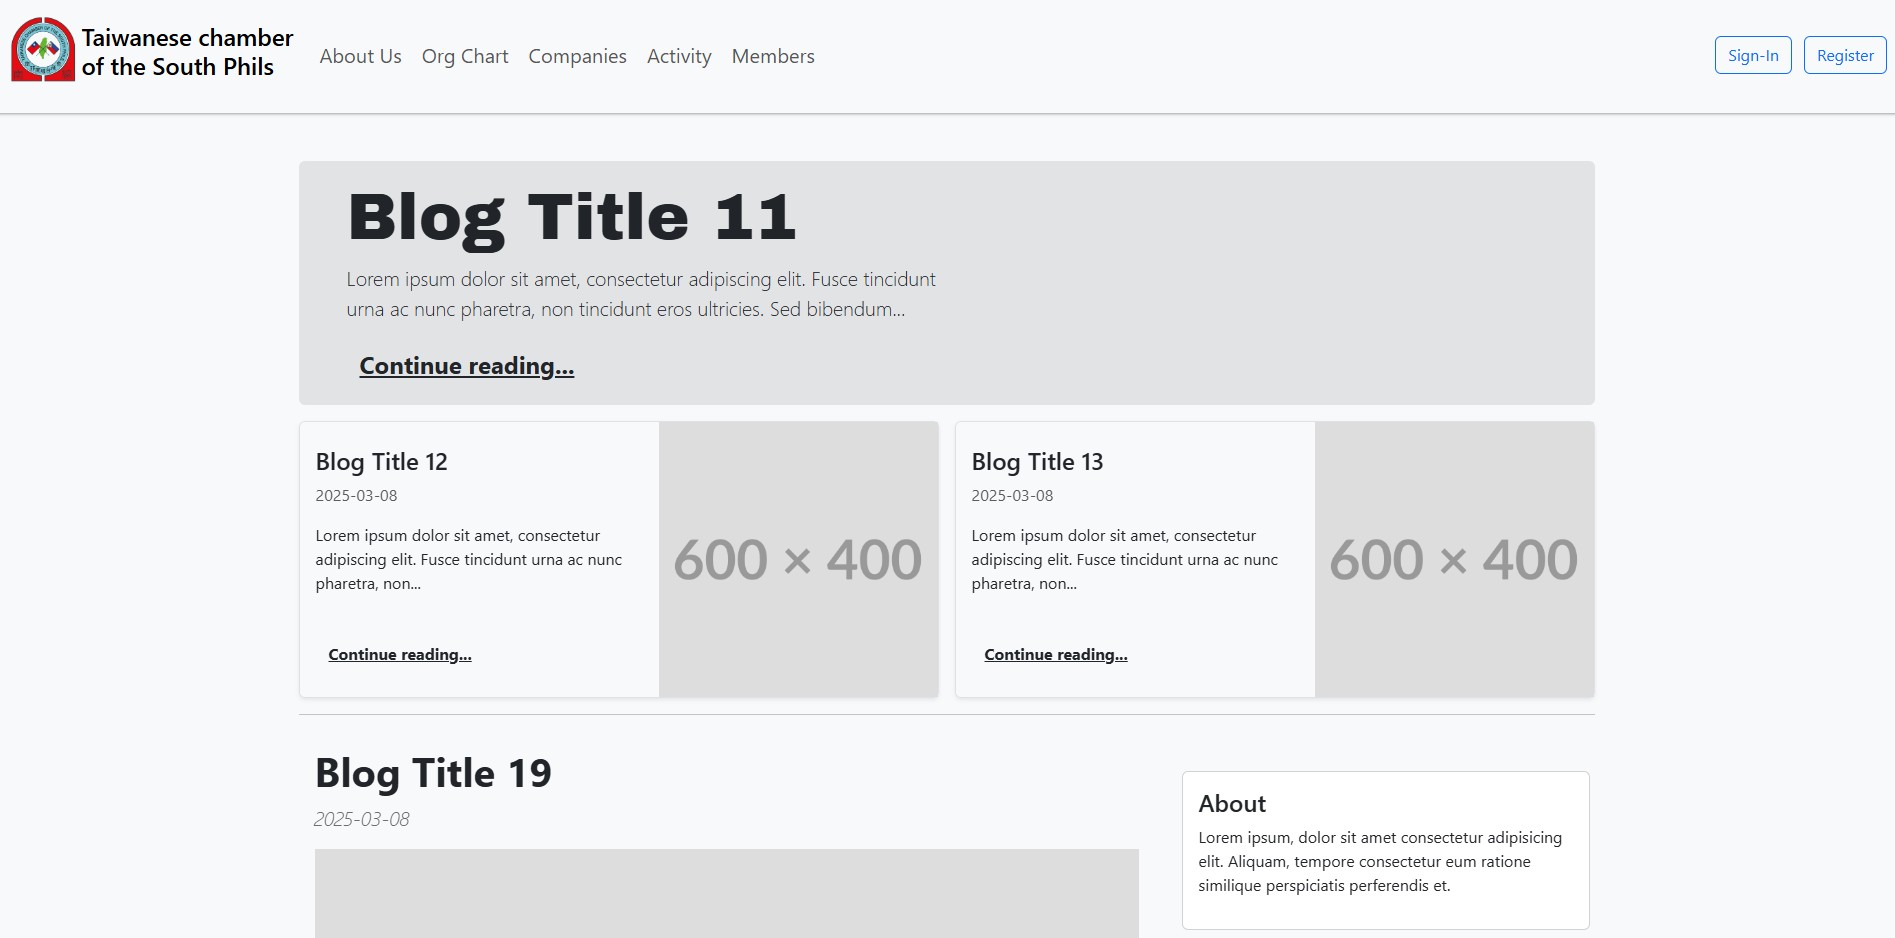 Taiwanese chamber
of the South Phils
About Us
Org Chart
Companies
Activity
Members
Sign-In
Register
Blog Title 11
Lorem ipsum dolor sit amet, consectetur adipiscing elit. Fusce tincidunt
urna ac nunc pharetra, non tincidunt eros ultricies. Sed bibendum...
Continue reading...
Blog Title 12
2025-03-08
Lorem ipsum dolor sit amet, consectetur
adipiscing elit. Fusce tincidunt urna ac nunc
pharetra, non...
Continue reading...
600 × 400
Blog Title 13
2025-03-08
Lorem ipsum dolor sit amet, consectetur
adipiscing elit. Fusce tincidunt urna ac nunc
pharetra, non...
Continue reading...
600 × 400
Blog Title 19
2025-03-08
About
Lorem ipsum, dolor sit amet consectetur adipisicing
elit. Aliquam, tempore consectetur eum ratione
similique perspiciatis perferendis et.